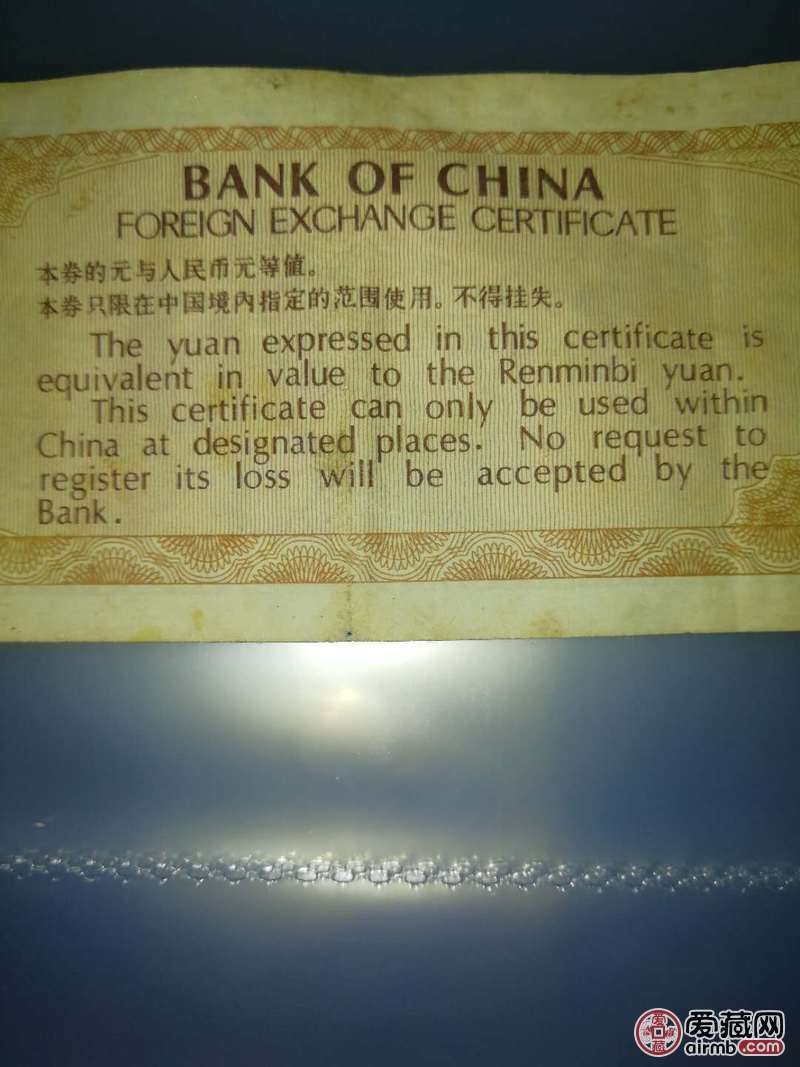 BANK OF CHINA
FOREIGN EXCHANGE CERTIFICATE
本券的元与人民币元等值。
本券只限在中国境内指定的范围使用。不得挂失。
The yuan expressed in this certificate is
equivalent in value to the Renminbi yuan.
This certificate can only be used within
China at designated places. No request to
register its loss will be accepted by the
Bank.
爱藏网
airmb.com